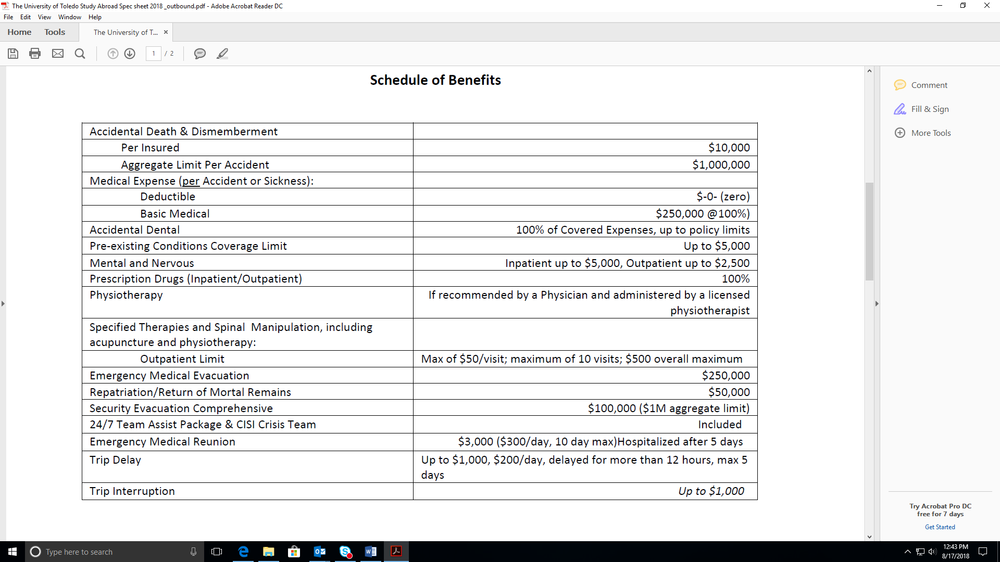 The University of Toledo Study Abroad Spec sheet 2018 _outbound.pdf - Adobe Acrobat Reader DC
File Edit View Window Help
Home Tools The University of T... ×
1 / 2
Schedule of Benefits
Accidental Death & Dismemberment
Per Insured $10,000
Aggregate Limit Per Accident $1,000,000
Medical Expense (per Accident or Sickness):
Deductible $-0- (zero)
Basic Medical $250,000 @100%)
Accidental Dental 100% of Covered Expenses, up to policy limits
Pre-existing Conditions Coverage Limit Up to $5,000
Mental and Nervous Inpatient up to $5,000, Outpatient up to $2,500
Prescription Drugs (Inpatient/Outpatient) 100%
Physiotherapy If recommended by a Physician and administered by a licensed
physiotherapist
Specified Therapies and Spinal Manipulation, including
acupuncture and physiotherapy:
Outpatient Limit Max of $50/visit; maximum of 10 visits; $500 overall maximum
Emergency Medical Evacuation $250,000
Repatriation/Return of Mortal Remains $50,000
Security Evacuation Comprehensive $100,000 ($1M aggregate limit)
24/7 Team Assist Package & CISI Crisis Team Included
Emergency Medical Reunion $3,000 ($300/day, 10 day max)Hospitalized after 5 days
Trip Delay Up to $1,000, $200/day, delayed for more than 12 hours, max 5
days
Trip Interruption Up to $1,000
Comment
Fill & Sign
More Tools
Try Acrobat Pro DC
free for 7 days
Get Started
Type here to search
12:43 PM
8/17/2018